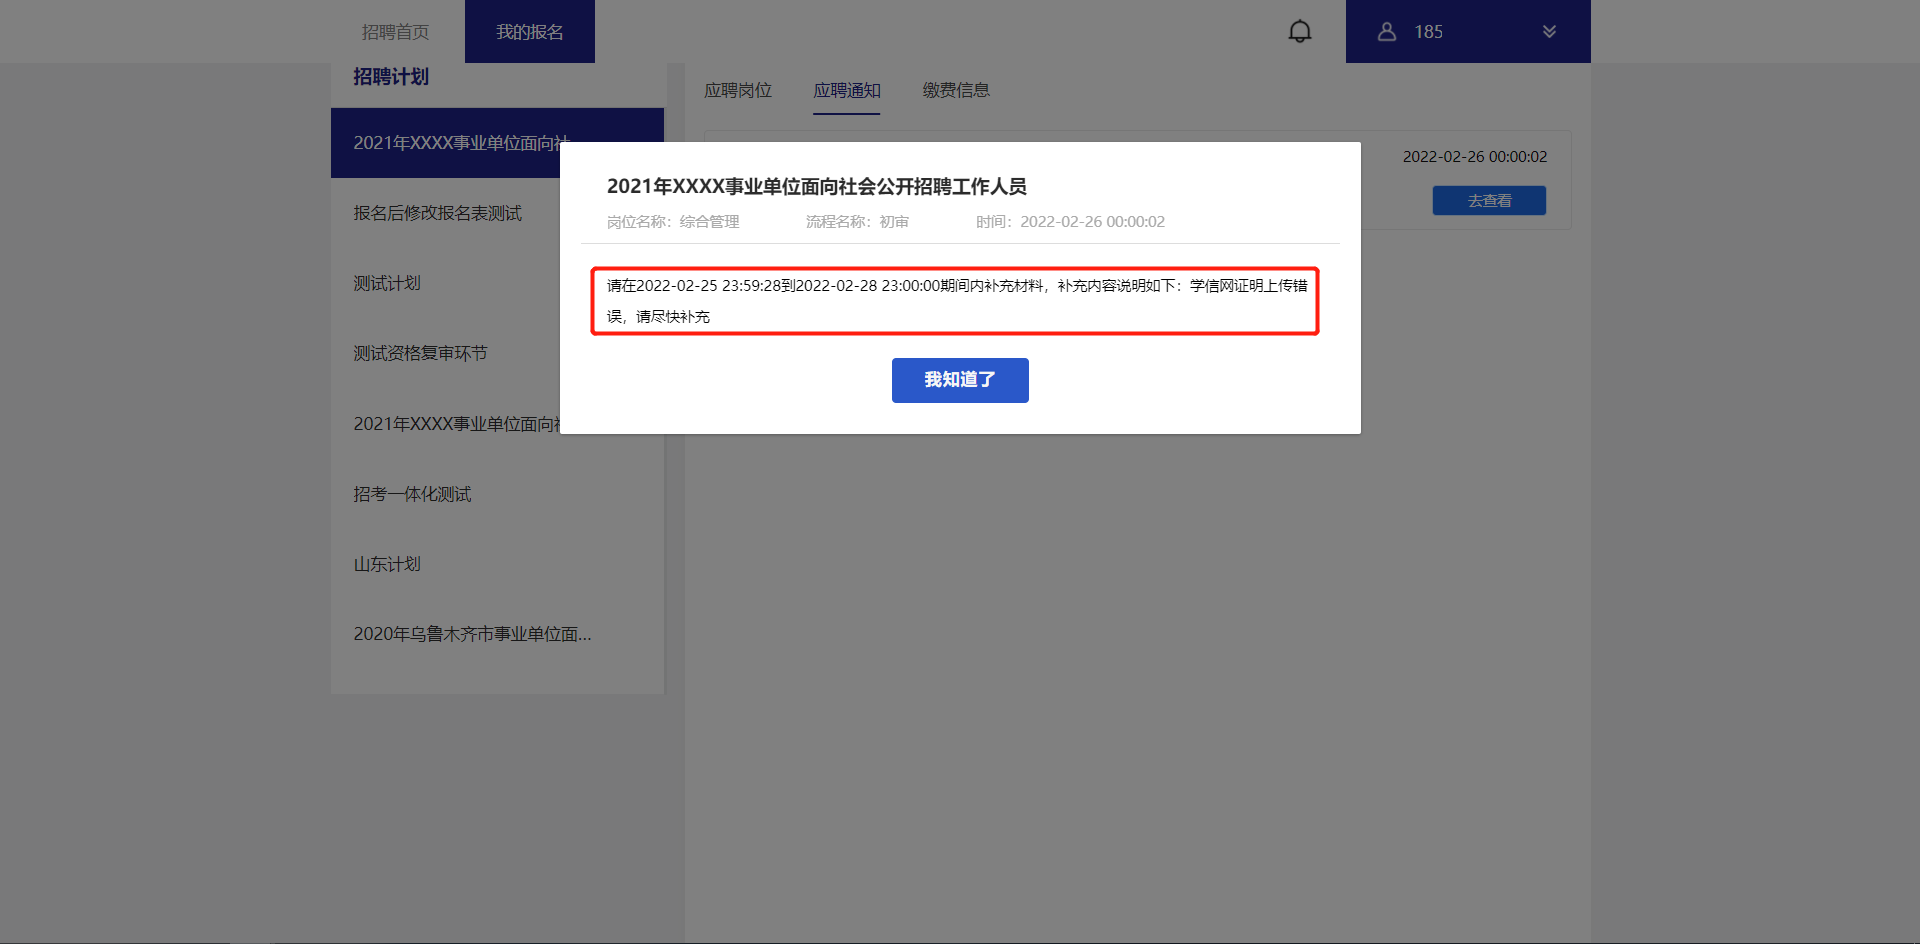 招聘首页
我的报名
185
招聘计划
应聘岗位
应聘通知
缴费信息
2021年XXXX事业单位面向社
2022-02-26 00:00:02
去查看
2021年XXXX事业单位面向社会公开招聘工作人员
岗位名称：综合管理
流程名称：初审
时间：2022-02-26 00:00:02
请在2022-02-25 23:59:28到2022-02-28 23:00:00期间内补充材料，补充内容说明如下：学信网证明上传错
误，请尽快补充
我知道了
报名后修改报名表测试
测试计划
测试资格复审环节
2021年XXXX事业单位面向
招考一体化测试
山东计划
2020年乌鲁木齐市事业单位面...